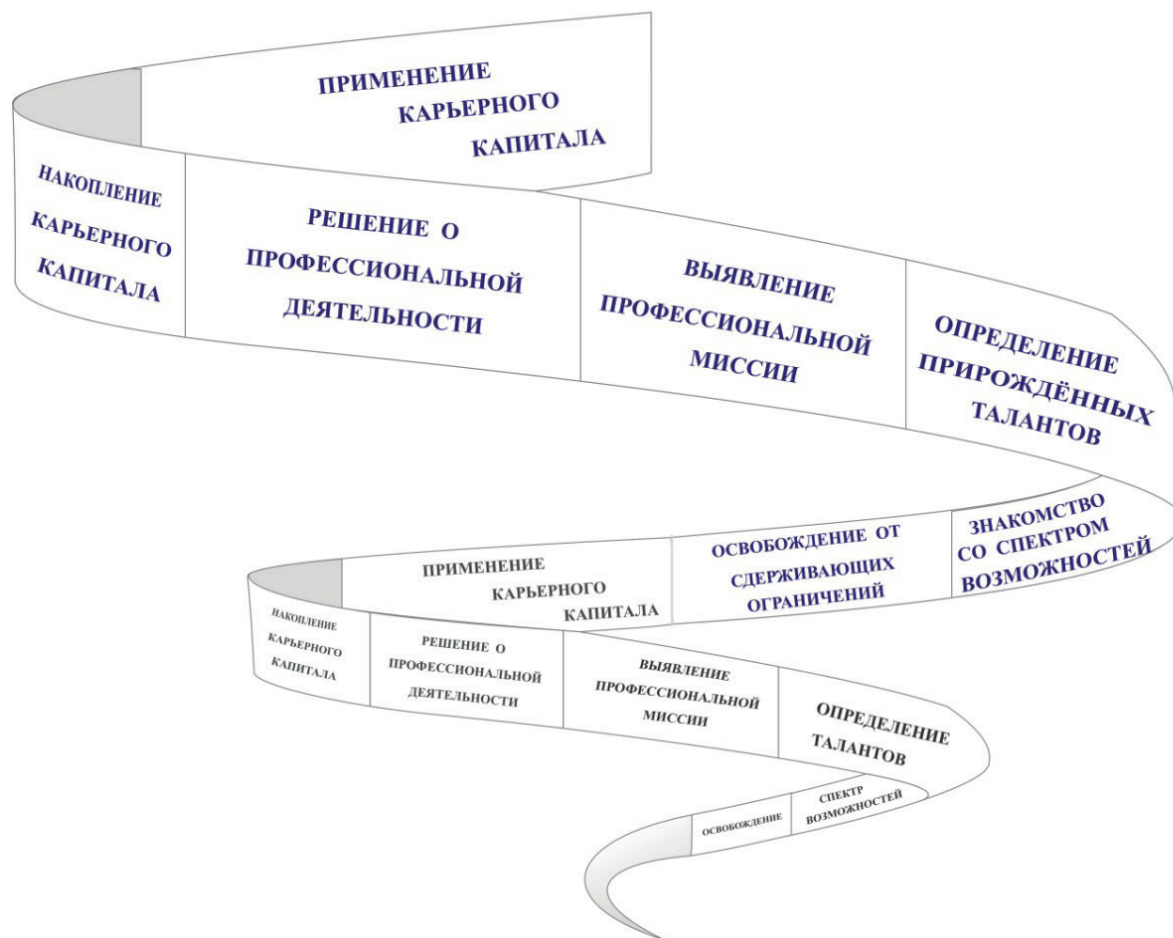 ПРИМЕНЕНИЕ
КАРЬЕРНОГО
КАПИТАЛА
НАКОПЛЕНИЕ
КАРЬЕРНОГО
КАПИТАЛА
РЕШЕНИЕ О
ПРОФЕССИОНАЛЬНОЙ
ДЕЯТЕЛЬНОСТИ
ВЫЯВЛЕНИЕ
ПРОФЕССИОНАЛЬНОЙ
МИССИИ
ОПРЕДЕЛЕНИЕ
ПРИРОЖДЁННЫХ
ТАЛАНТОВ
ПРИМЕНЕНИЕ
КАРЬЕРНОГО
КАПИТАЛА
ОСВОБОЖДЕНИЕ ОТ
СДЕРЖИВАЮЩИХ
ОГРАНИЧЕНИЙ
ЗНАКОМСТВО
СО СПЕКТРОМ
ВОЗМОЖНОСТЕЙ
НАКОПЛЕНИЕ
КАРЬЕРНОГО
КАПИТАЛА
РЕШЕНИЕ О
ПРОФЕССИОНАЛЬНОЙ
ДЕЯТЕЛЬНОСТИ
ВЫЯВЛЕНИЕ
ПРОФЕССИОНАЛЬНОЙ
МИССИИ
ОПРЕДЕЛЕНИЕ
ТАЛАНТОВ
ОСВОБОЖДЕНИЕ
СПЕКТР
ВОЗМОЖНОСТЕЙ